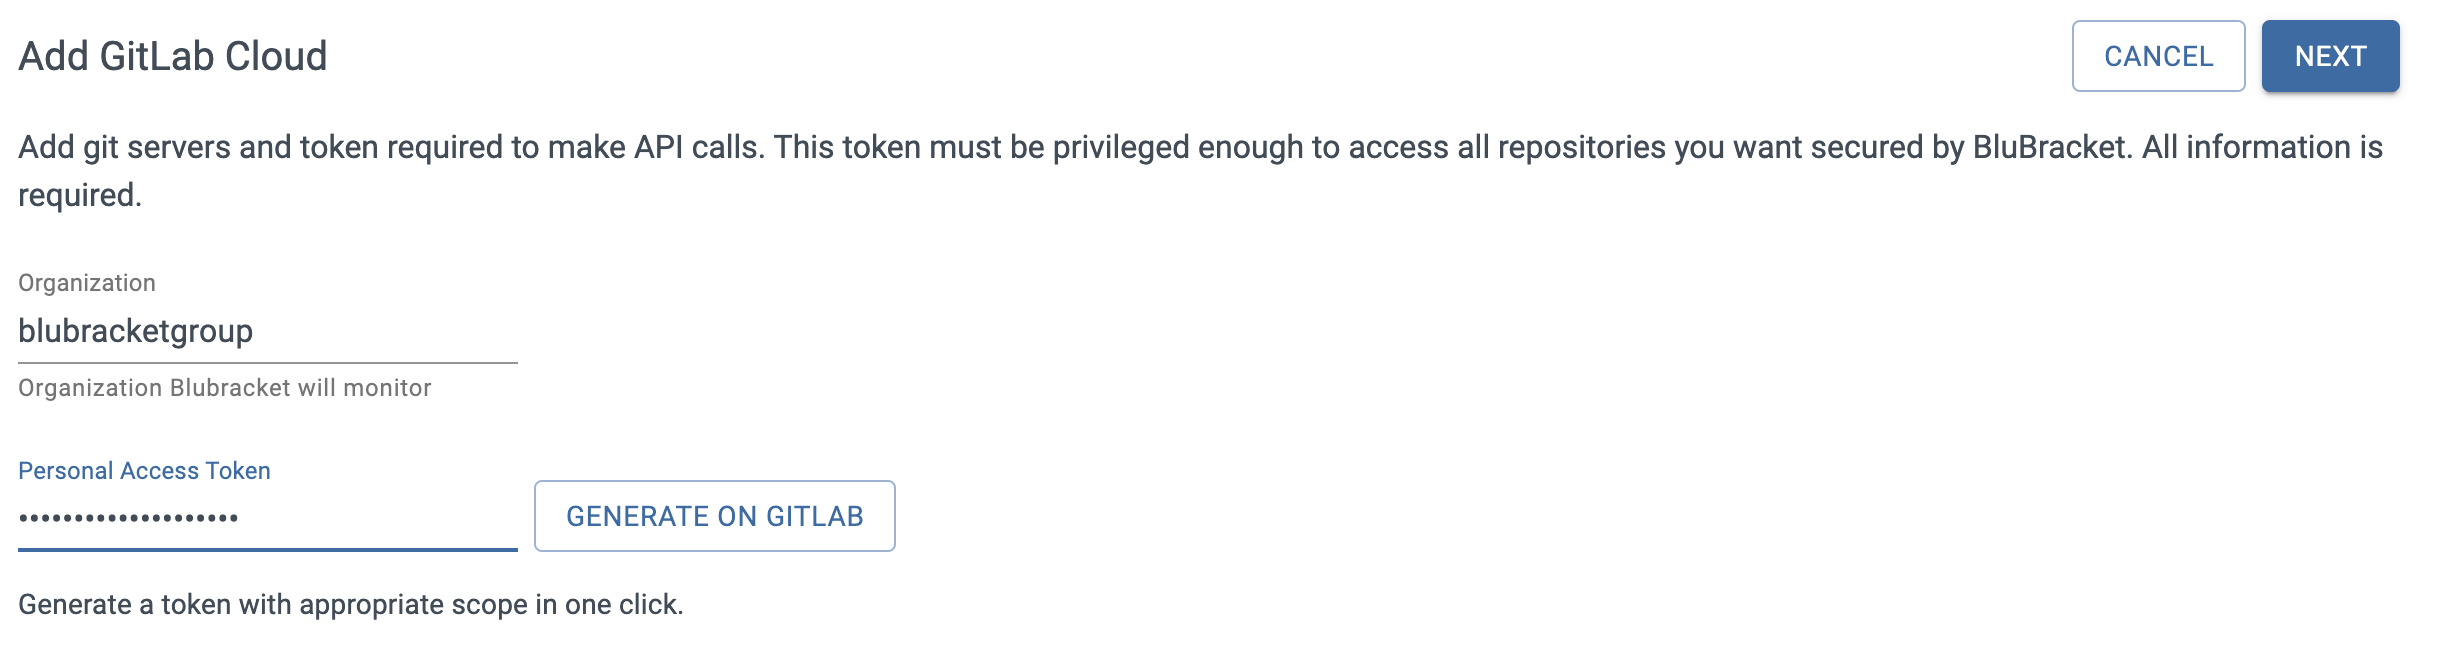 Add GitLab Cloud
CANCEL
NEXT
Add git servers and token required to make API calls. This token must be privileged enough to access all repositories you want secured by BluBracket. All information is
required.
Organization
blubracketgroup
Organization Blubracket will monitor
Personal Access Token
••••••••••••••••••••
GENERATE ON GITLAB
Generate a token with appropriate scope in one click.